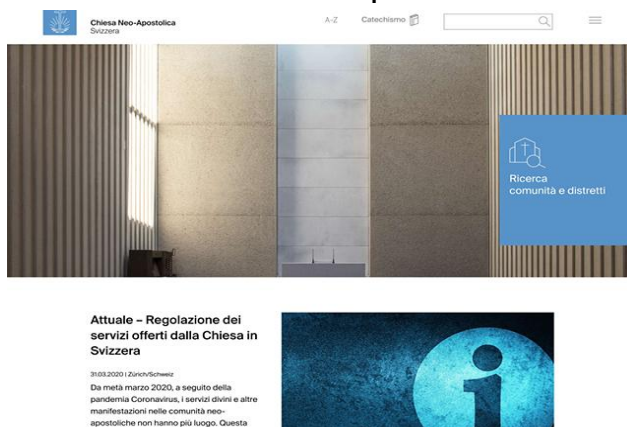 Chiesa Neo-Apostolica
Svizzera
A-Z
Catechismo
Ricerca
comunità e distretti
Attuale – Regolazione dei
servizi offerti dalla Chiesa in
Svizzera
31.03.2020 | Zürich/Schweiz
Da metà marzo 2020, a seguito della
pandemia Coronavirus, i servizi divini e altre
manifestazioni nelle comunità neo-
apostoliche non hanno più luogo. Questa